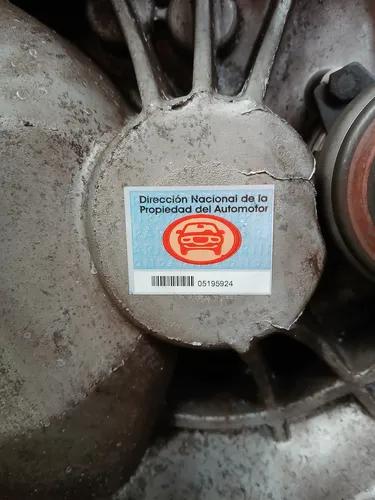 Dirección Nacional de la
Propiedad del Automotor
05195924